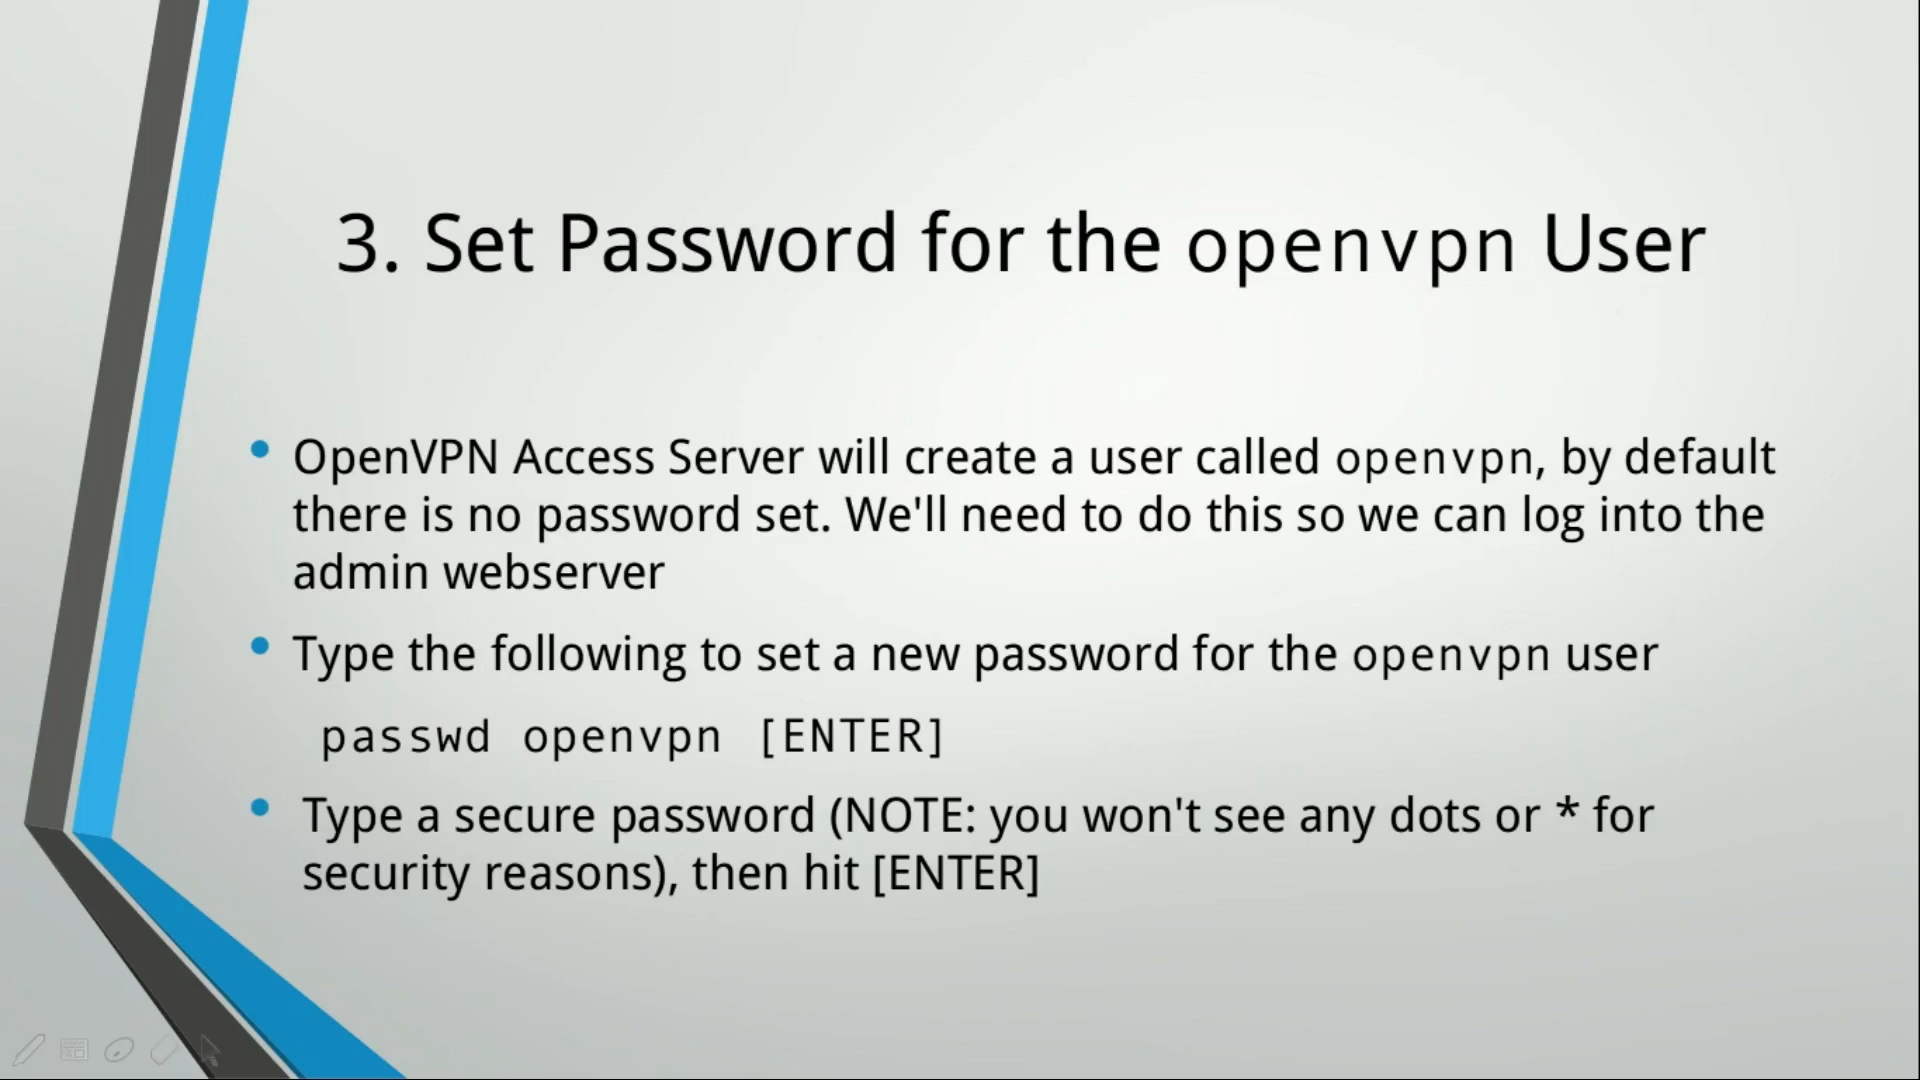 3. Set Password for the openvpn User
OpenVPN Access Server will create a user called openvpn, by default
there is no password set. We'll need to do this so we can log into the
admin webserver
Type the following to set a new password for the openvpn user
passwd openvpn [ENTER]
Type a secure password (NOTE: you won't see any dots or * for
security reasons), then hit [ENTER]